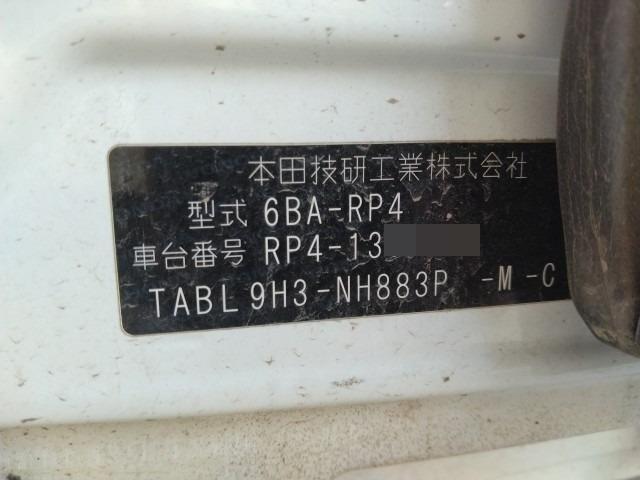 本田技研工業株式会社
型式 6BA-RP4
車台番号 RP4-13
TABL 9H3-NH883P -M -C